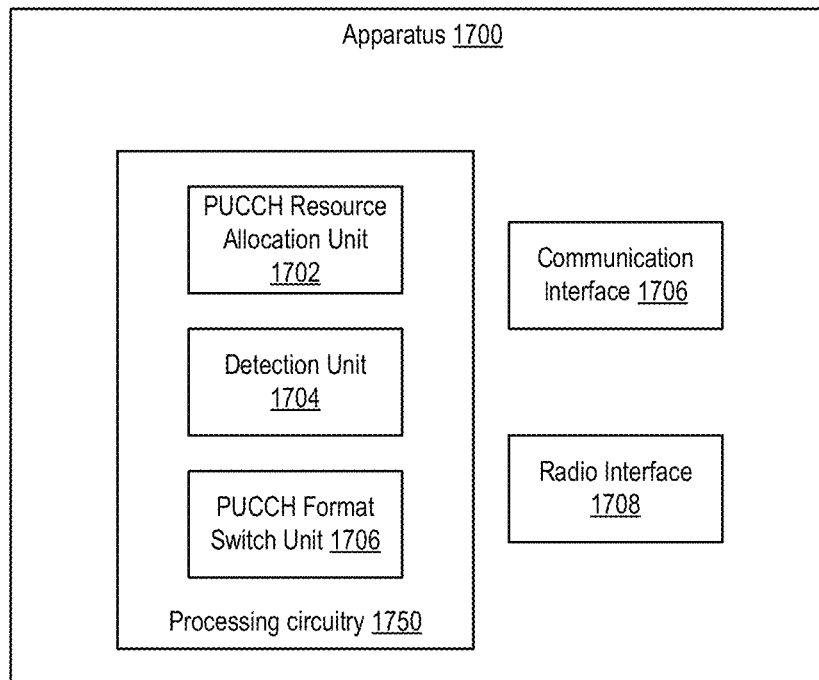 Apparatus 1700
PUCCH Resource
Allocation Unit
1702
Detection Unit
1704
PUCCH Format
Switch Unit 1706
Processing circuitry 1750
Communication
Interface 1706
Radio Interface
1708